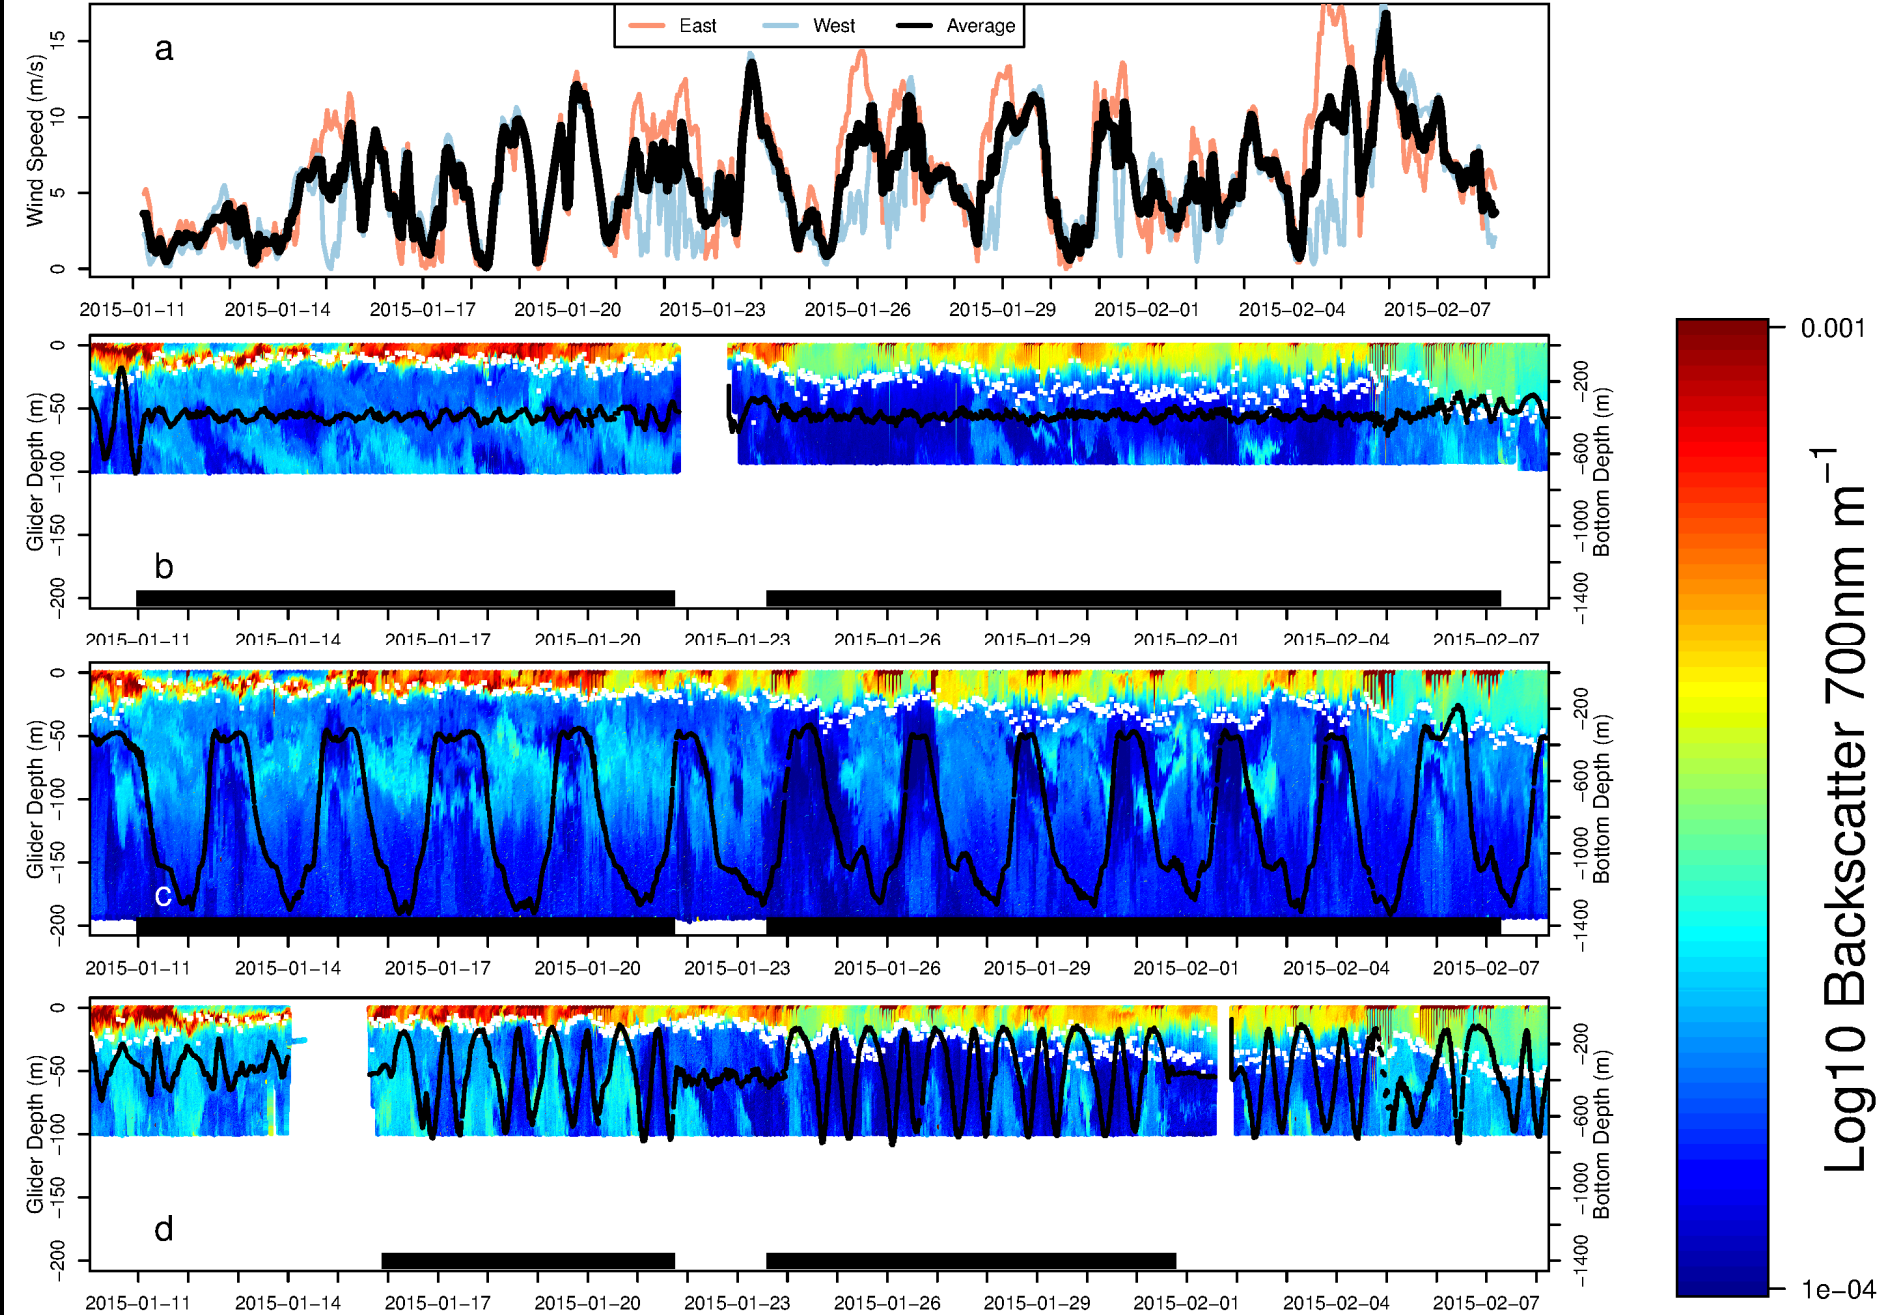 a
East West Average
Wind Speed (m/s)
0 5 10 15
2015-01-11 2015-01-14 2015-01-17 2015-01-20 2015-01-23 2015-01-26 2015-01-29 2015-02-01 2015-02-04 2015-02-07
b
Glider Depth (m)
0 -50 -100 -150 -200
Bottom Depth (m)
-200 -600 -1000 -1400
2015-01-11 2015-01-14 2015-01-17 2015-01-20 2015-01-23 2015-01-26 2015-01-29 2015-02-01 2015-02-04 2015-02-07
c
Glider Depth (m)
0 -50 -100 -150 -200
Bottom Depth (m)
-200 -600 -1000 -1400
2015-01-11 2015-01-14 2015-01-17 2015-01-20 2015-01-23 2015-01-26 2015-01-29 2015-02-01 2015-02-04 2015-02-07
d
Glider Depth (m)
0 -50 -100 -150 -200
Bottom Depth (m)
-200 -600 -1000 -1400
2015-01-11 2015-01-14 2015-01-17 2015-01-20 2015-01-23 2015-01-26 2015-01-29 2015-02-01 2015-02-04 2015-02-07
0.001
Log10 Backscatter 700nm m⁻¹
1e-04